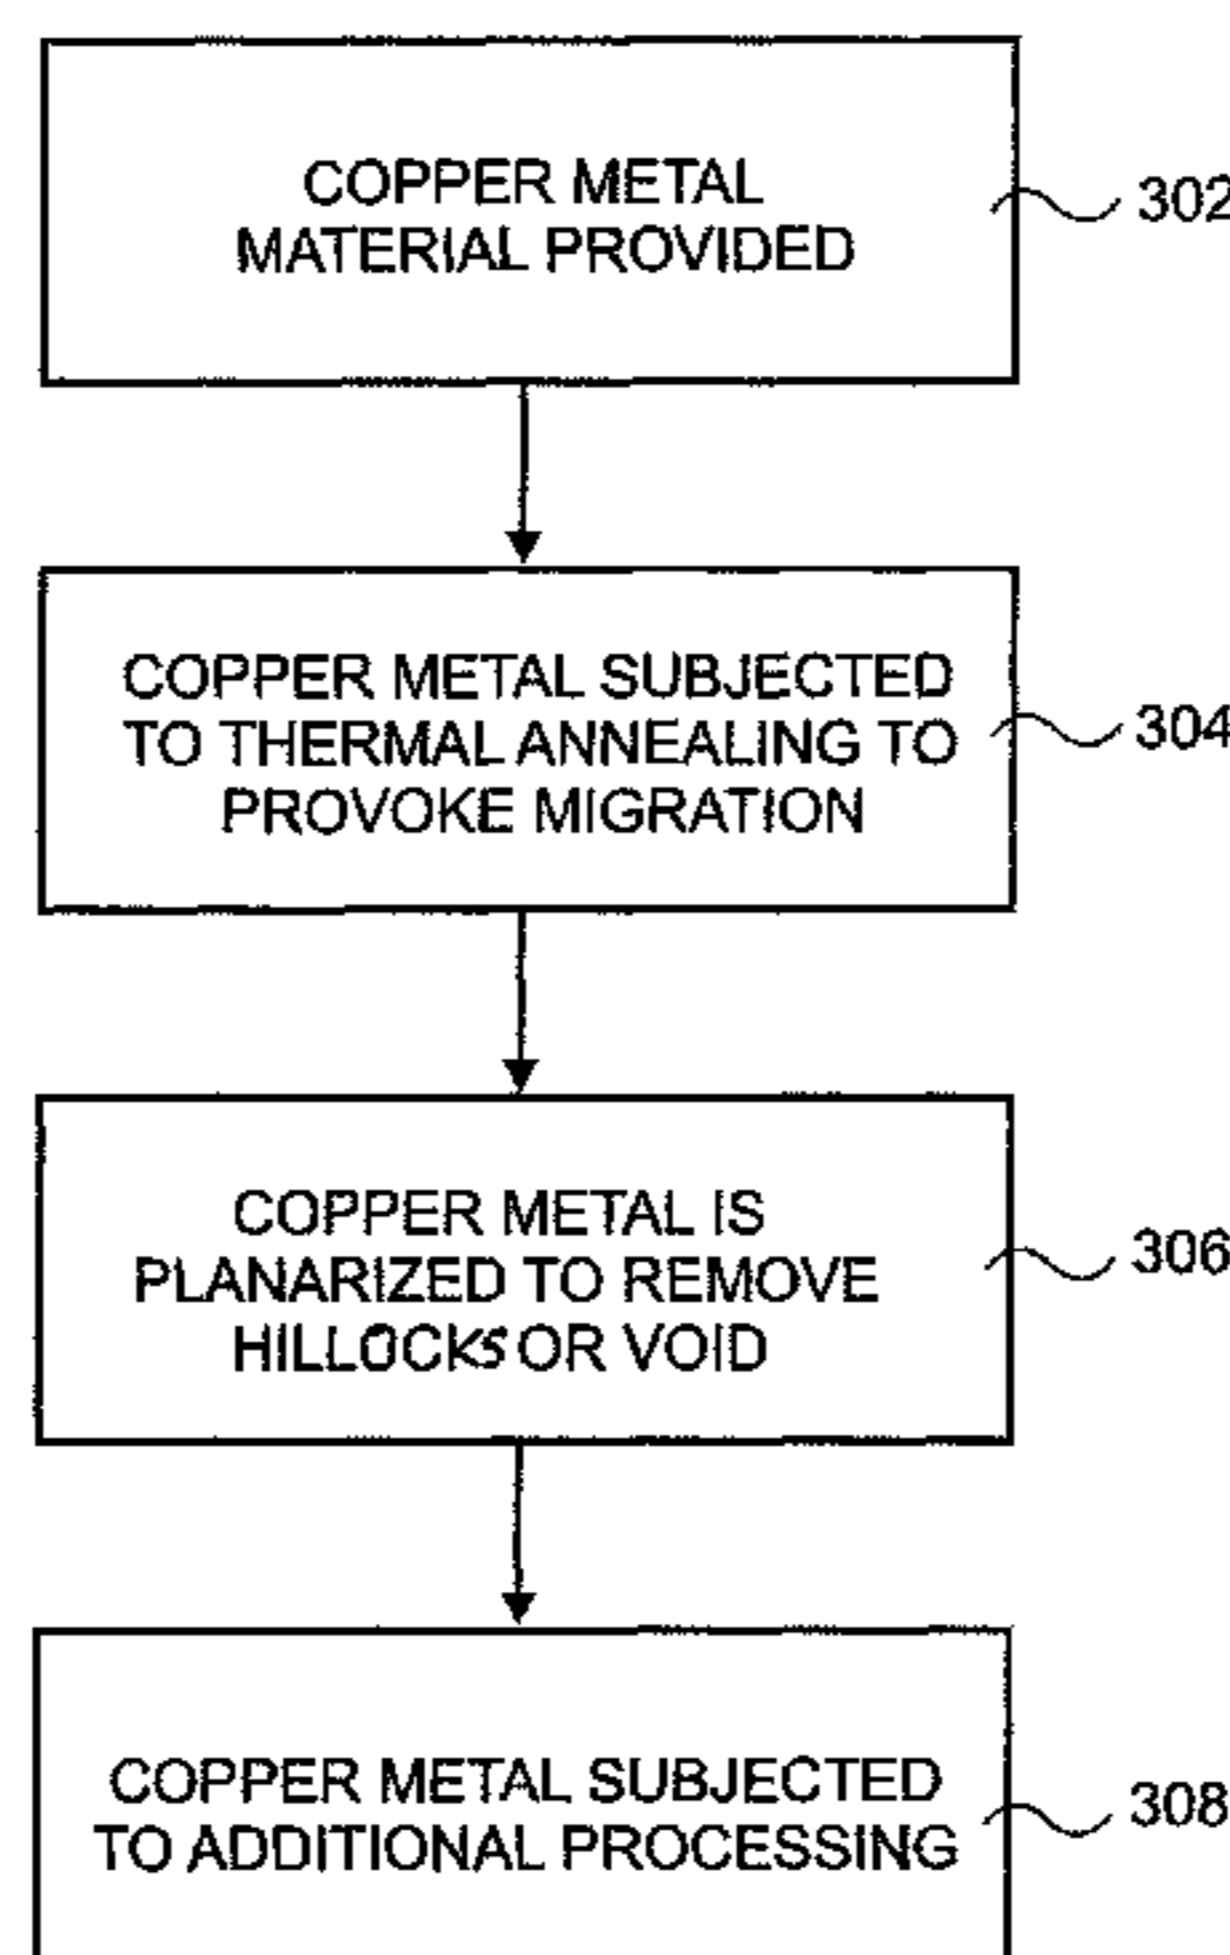 COPPER METAL
MATERIAL PROVIDED
302
COPPER METAL SUBJECTED
TO THERMAL ANNEALING TO
PROVOKE MIGRATION
304
COPPER METAL IS
PLANARIZED TO REMOVE
HILLOCKS OR VOID
306
COPPER METAL SUBJECTED
TO ADDITIONAL PROCESSING
308